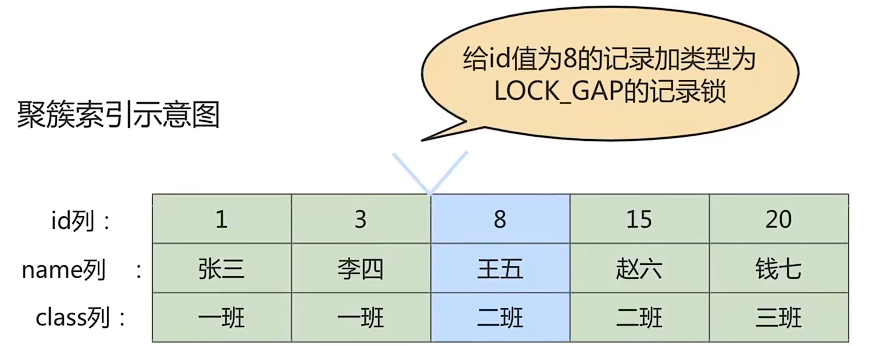 给id值为8的记录加类型为
LOCK_GAP的记录锁
聚簇索引示意图
id列： 1 3 8 15 20
name列 ： 张三 李四 王五 赵六 钱七
class列： 一班 一班 二班 二班 三班